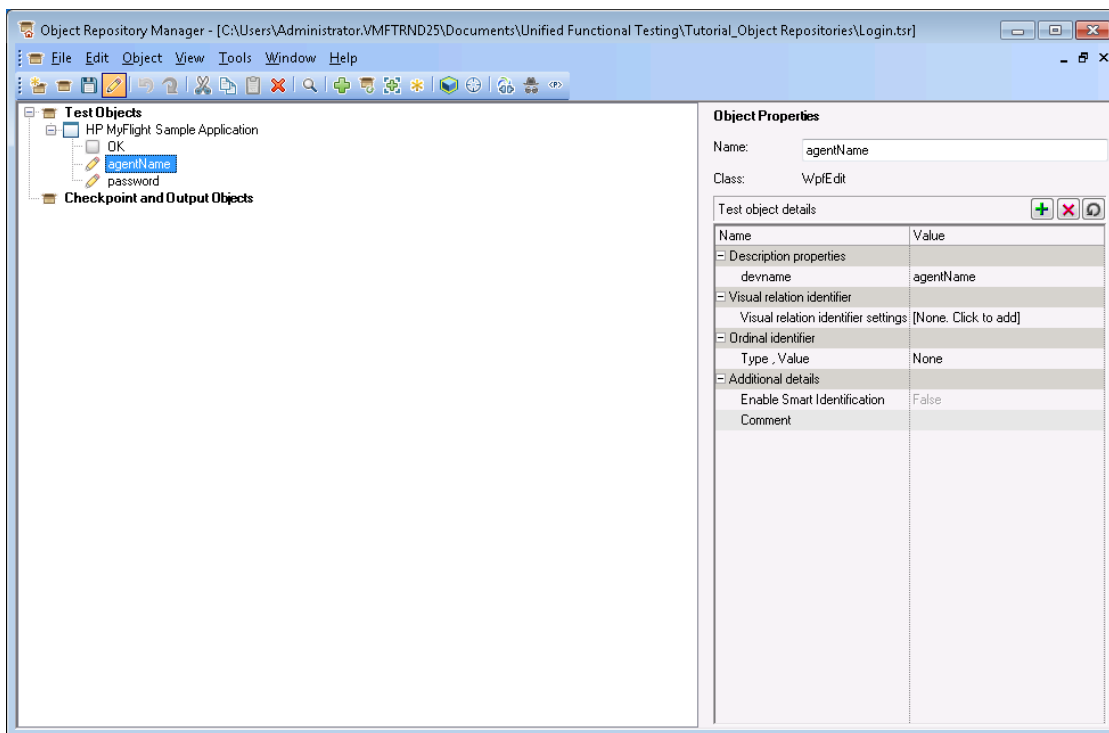 Object Repository Manager - [C:\Users\Administrator.VMFTRND25\Documents\Unified Functional Testing\Tutorial_Object Repositories\Login.tsr]
File Edit Object View Tools Window Help
Test Objects
HP MyFlight Sample Application
OK
agentName
password
Checkpoint and Output Objects
Object Properties
Name: agentName
Class: WpfEdit
Test object details
Name Value
Description properties
devname agentName
Visual relation identifier
Visual relation identifier settings [None. Click to add]
Ordinal identifier
Type , Value None
Additional details
Enable Smart Identification False
Comment